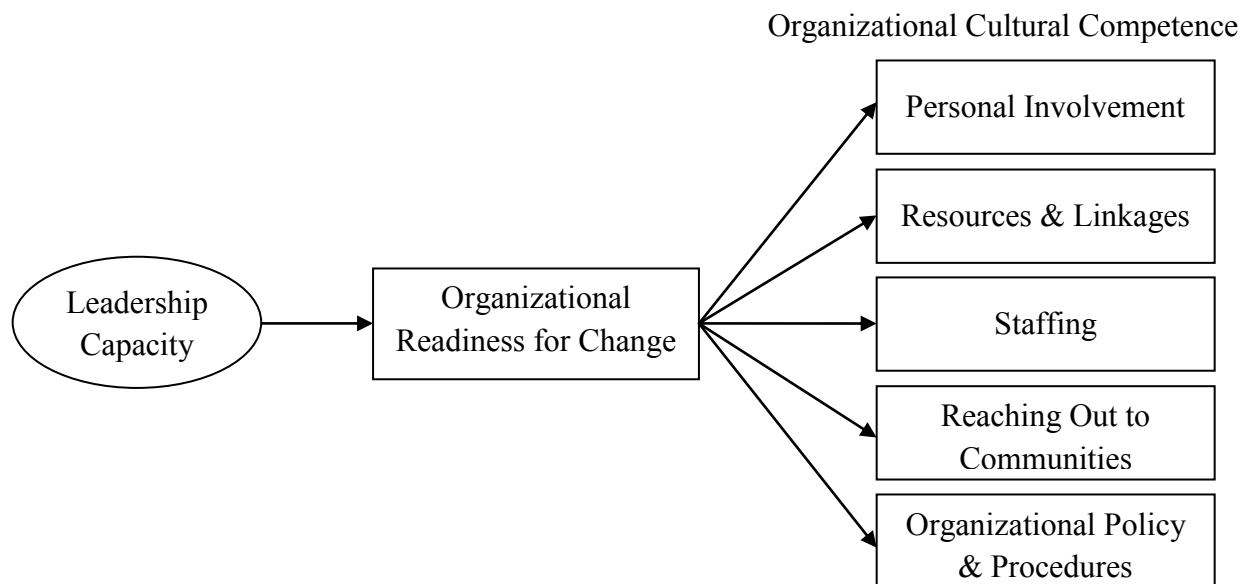 Organizational Cultural Competence
Personal Involvement
Resources & Linkages
Leadership
Capacity
Organizational
Readiness for Change
Staffing
Reaching Out to
Communities
Organizational Policy
& Procedures